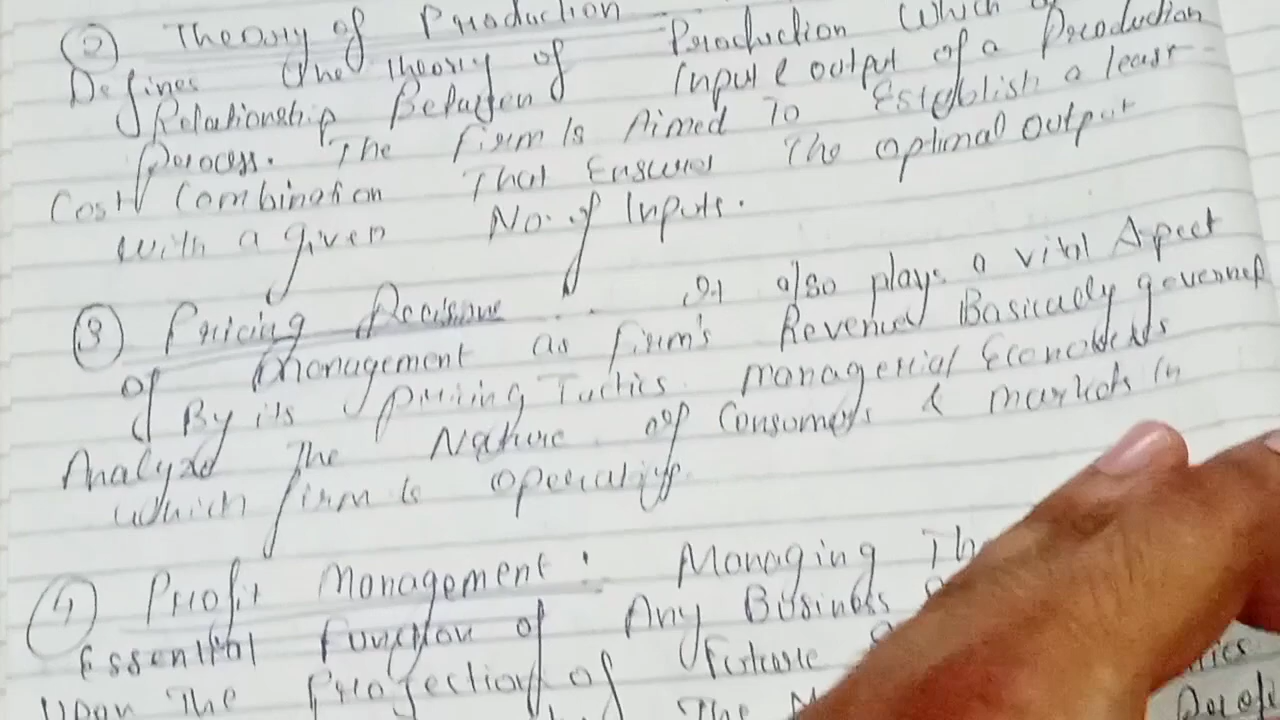 ② Theory of Production
Defines the theory of Production which
Relationship Between Input & output of a Production
Process. The firm Is Aimed To Establish a least
Cost Combination That Ensures The optimal output
with a given No. of Inputs.
③ Pricing Decisions It also plays a vital Aspect
of Management as firm's Revenue Basically governed
By its pricing Tactics. Managerial Economics
Analyze The Nature of Consumers & markets in
which firm Is operating.
④ Profit Management: Managing Th
Essential function of Any Business
Upon The Projection of Future
The